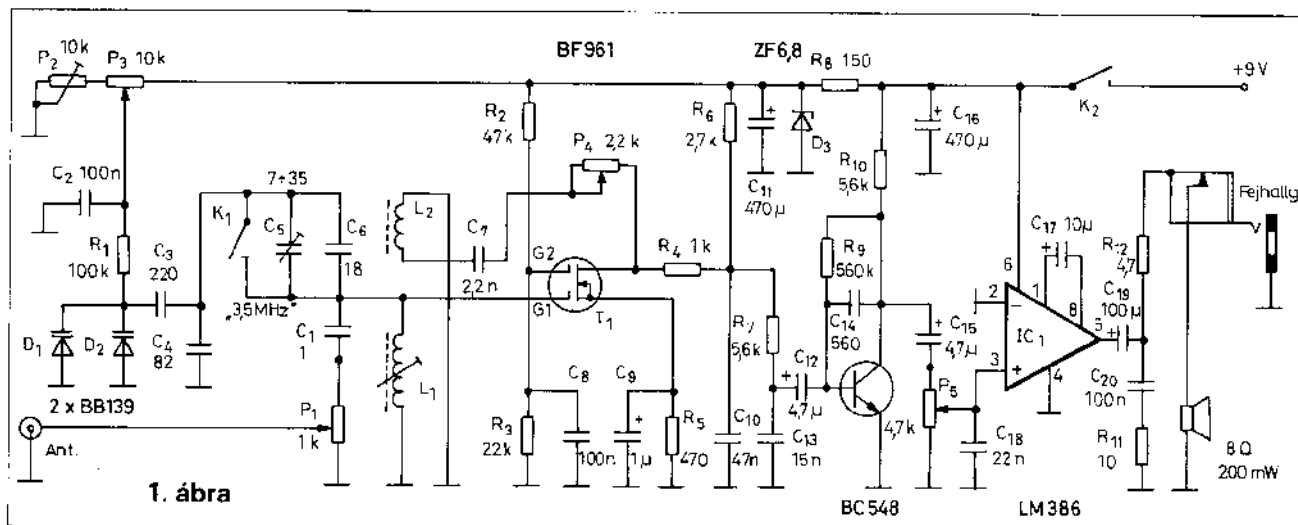 P2 10k
P3 10k
BF961
ZF6,8
R8 150
+9V
K2
R2
47k
R6
2,7k
C11
470µ
D3
C16
470µ
P4 2,2k
R10
5,6k
C2 100n
K1
7÷35
C5
C6
18
L2
C7
2,2n
G2
G1
T1
R4 1k
R9
560k
C17 10µ
R12
4,7
Fejhallg
R1
100k
C3
220
"3,5MHz"
C1
1
R7
5,6k
C14
560
C15
4,7µ
6
2
1
8
IC1
5
3
4
C19
100µ
D1
D2
C4
82
2 x BB139
L1
C12
4,7µ
P5
4,7k
C20
100n
P1
1k
Ant.
R3
22k
C8
100n
C9
1µ
R5
470
C10
47n
C13
15n
C18
22n
R11
10
8Ω
200mW
1. ábra
BC548
LM386